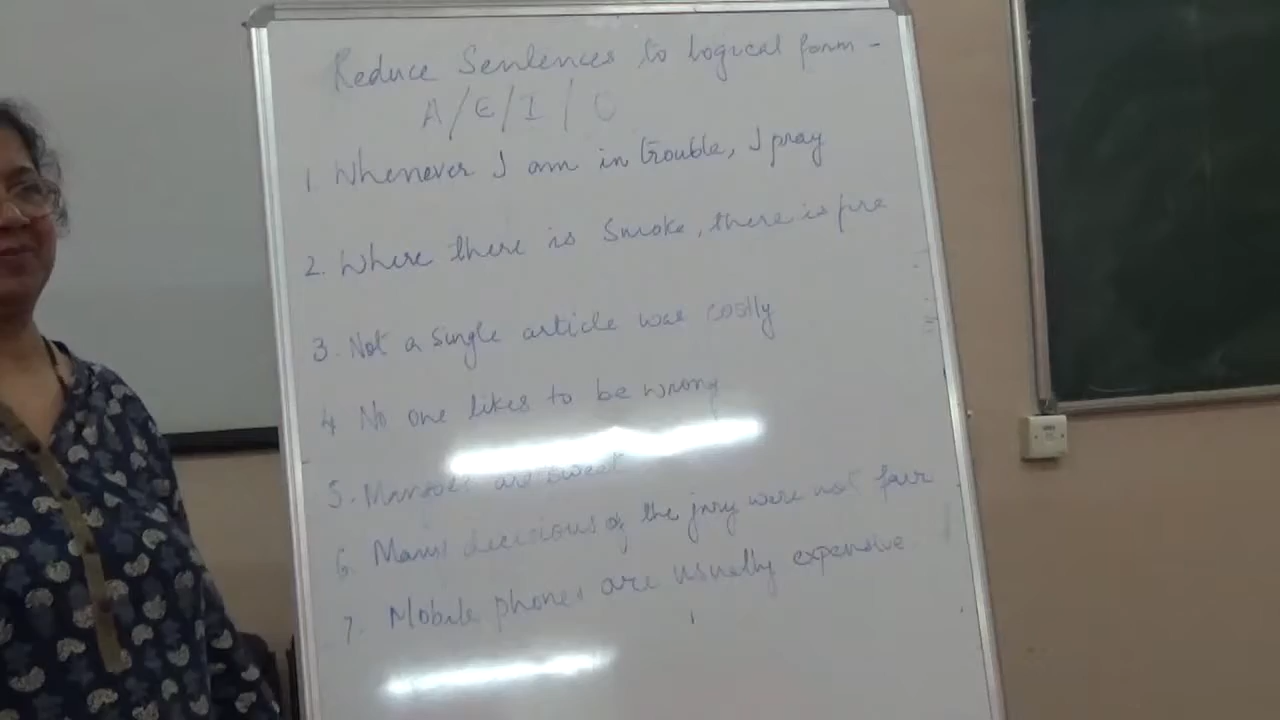 Reduce Sentences to Logical form -
A/E/I/O
1. Whenever I am in trouble, I pray
2. Where there is smoke, there is fire
3. Not a single article was costly
4 No one likes to be wrong
5. Mangoes are sweet
6. Many decicious of the jury were not fair
7. Mobile phones are usually expensive